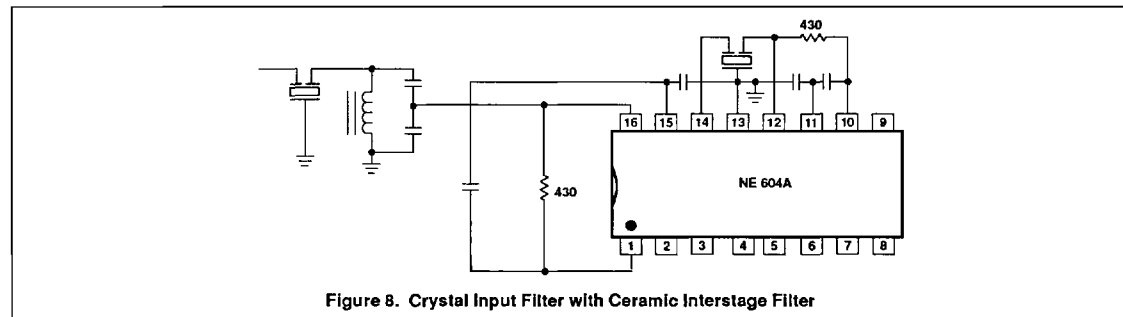 430
16 15 14 13 12 11 10 9
430
NE 604A
1 2 3 4 5 6 7 8
Figure 8. Crystal Input Filter with Ceramic Interstage Filter